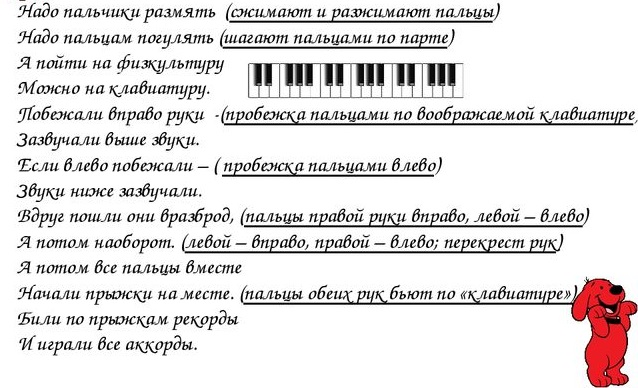 Надо пальчики размять (сжимают и разжимают пальцы)
Надо пальцам погулять (шагают пальцами по парте)
А пойти на физкультуру
Можно на клавиатуру.
Побежали вправо руки -(пробежка пальцами по воображаемой клавиатуре)
Зазвучали выше звуки.
Если влево побежали – ( пробежка пальцами влево)
Звуки ниже зазвучали.
Вдруг пошли они вразброд, (пальцы правой руки вправо, левой – влево)
А потом наоборот. (левой – вправо, правой – влево; перекрест рук)
А потом все пальцы вместе
Начали прыжки на месте. (пальцы обеих рук бьют по «клавиатуре»)
Били по прыжкам рекорды
И играли все аккорды.